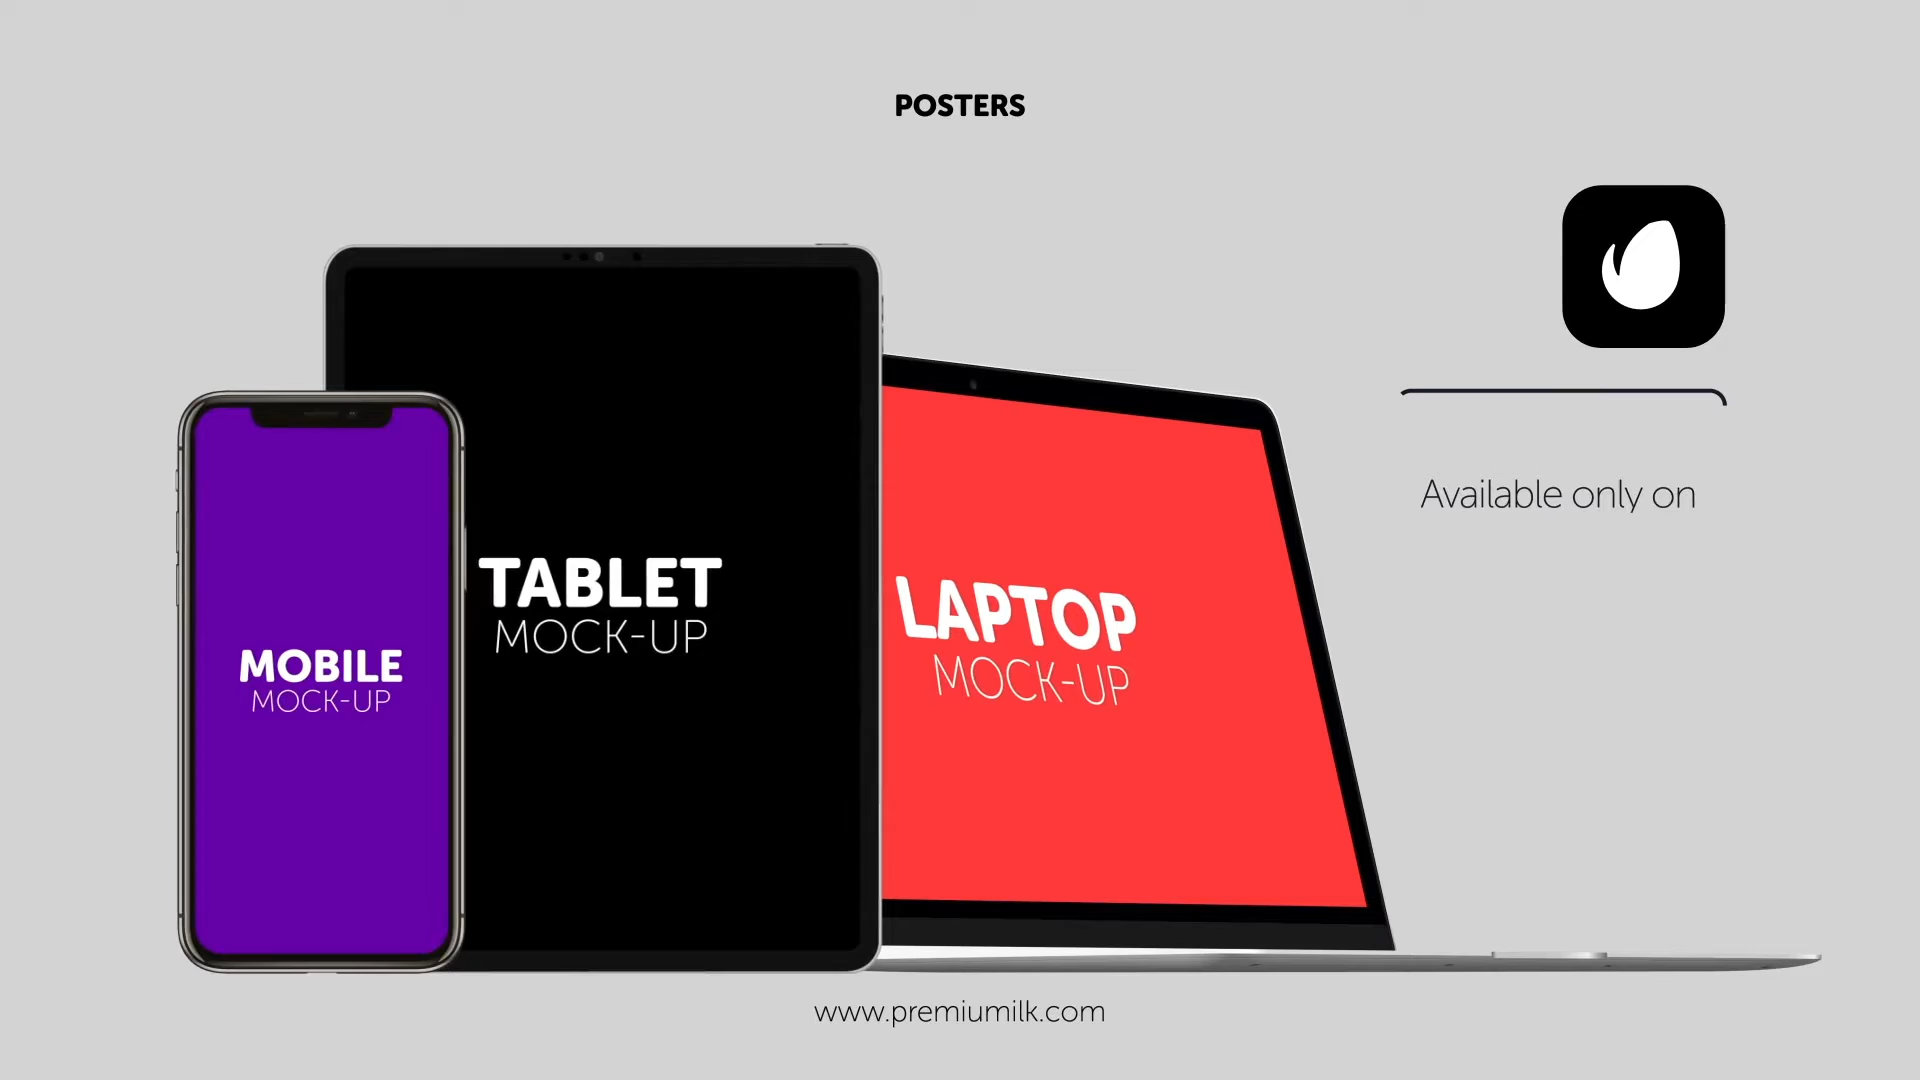 POSTERS
Available only on
TABLET
MOCK-UP
LAPTOP
MOCK-UP
MOBILE
MOCK-UP
www.premiumilk.com